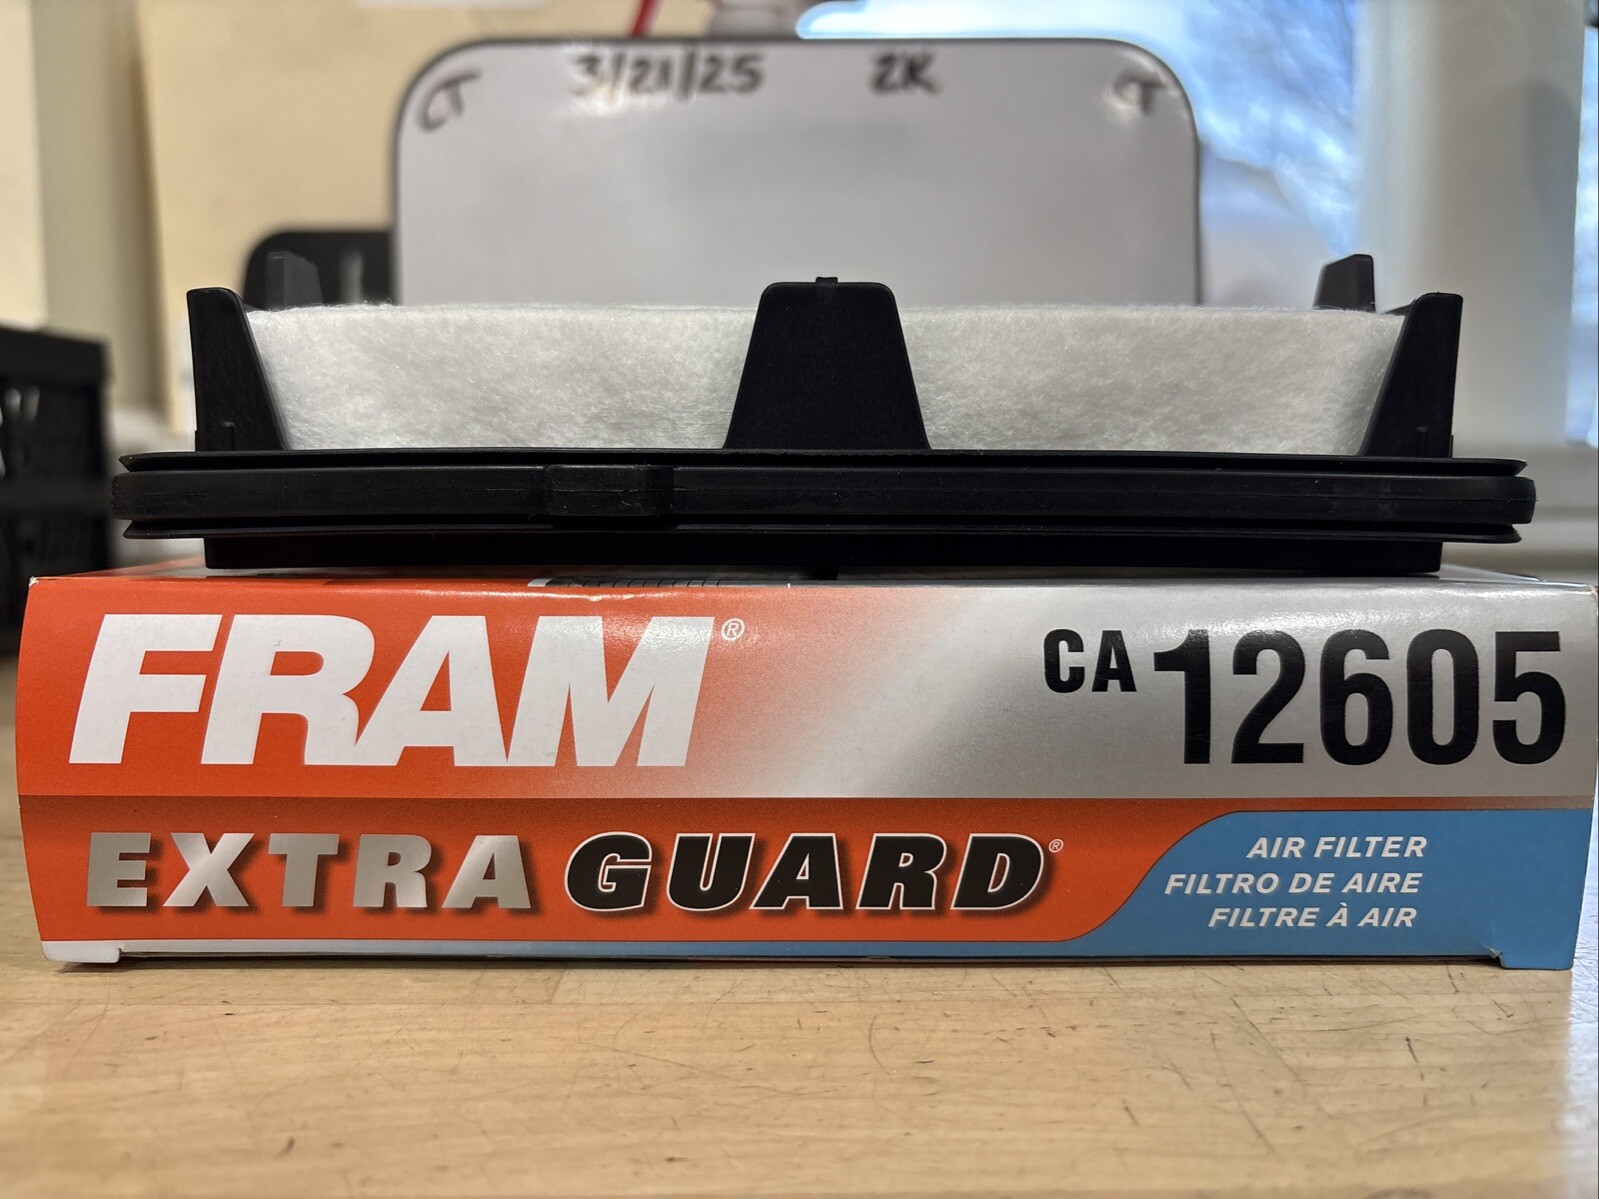 CT 3/21/25 2K CT
FRAM®
CA 12605
EXTRA GUARD®
AIR FILTER
FILTRO DE AIRE
FILTRE À AIR